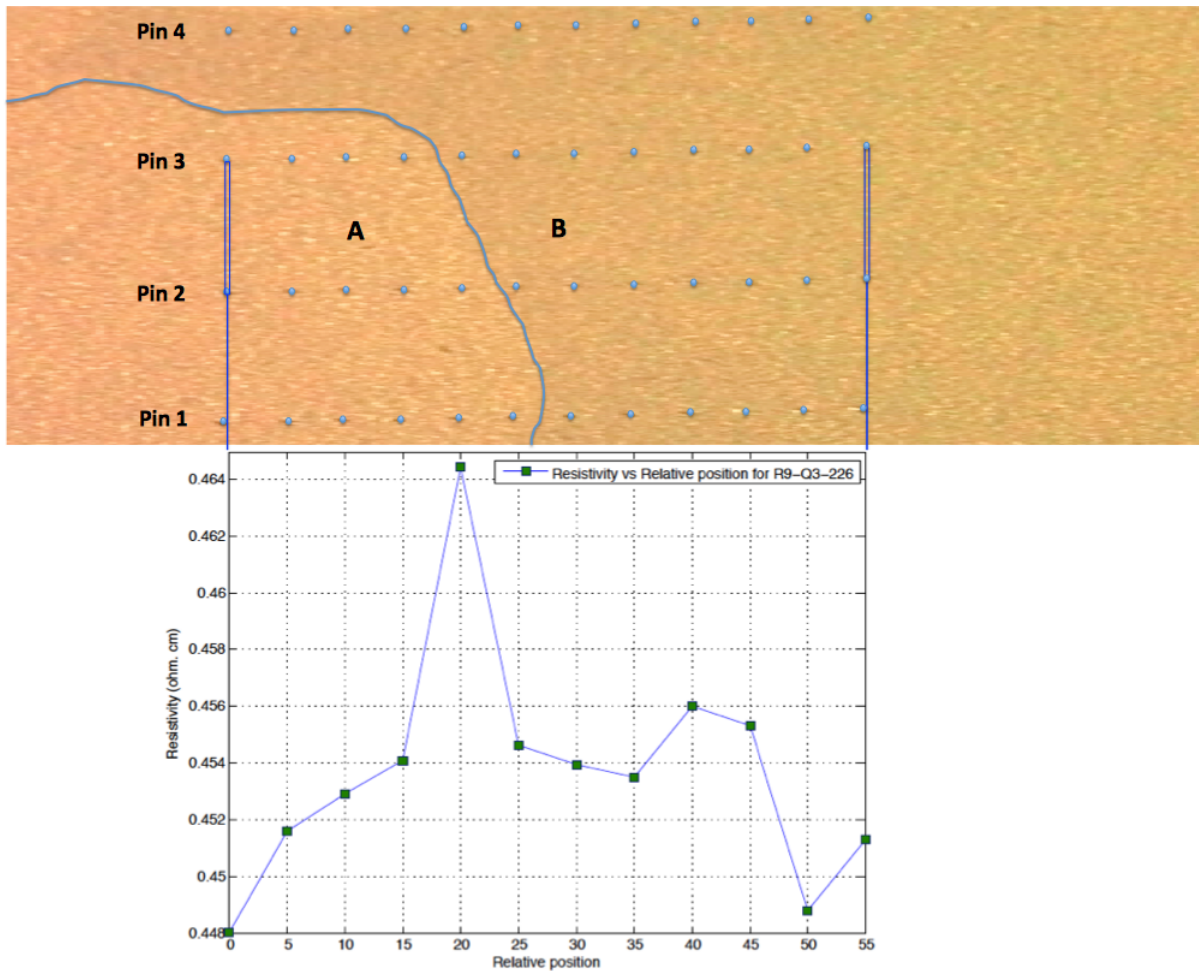 Pin 4
Pin 3
A B
Pin 2
Pin 1
Resistivity vs Relative position for R9-Q3-226
Resistivity (ohm. cm)
0.464
0.462
0.46
0.458
0.456
0.454
0.452
0.45
0.448
0 5 10 15 20 25 30 35 40 45 50 55
Relative position